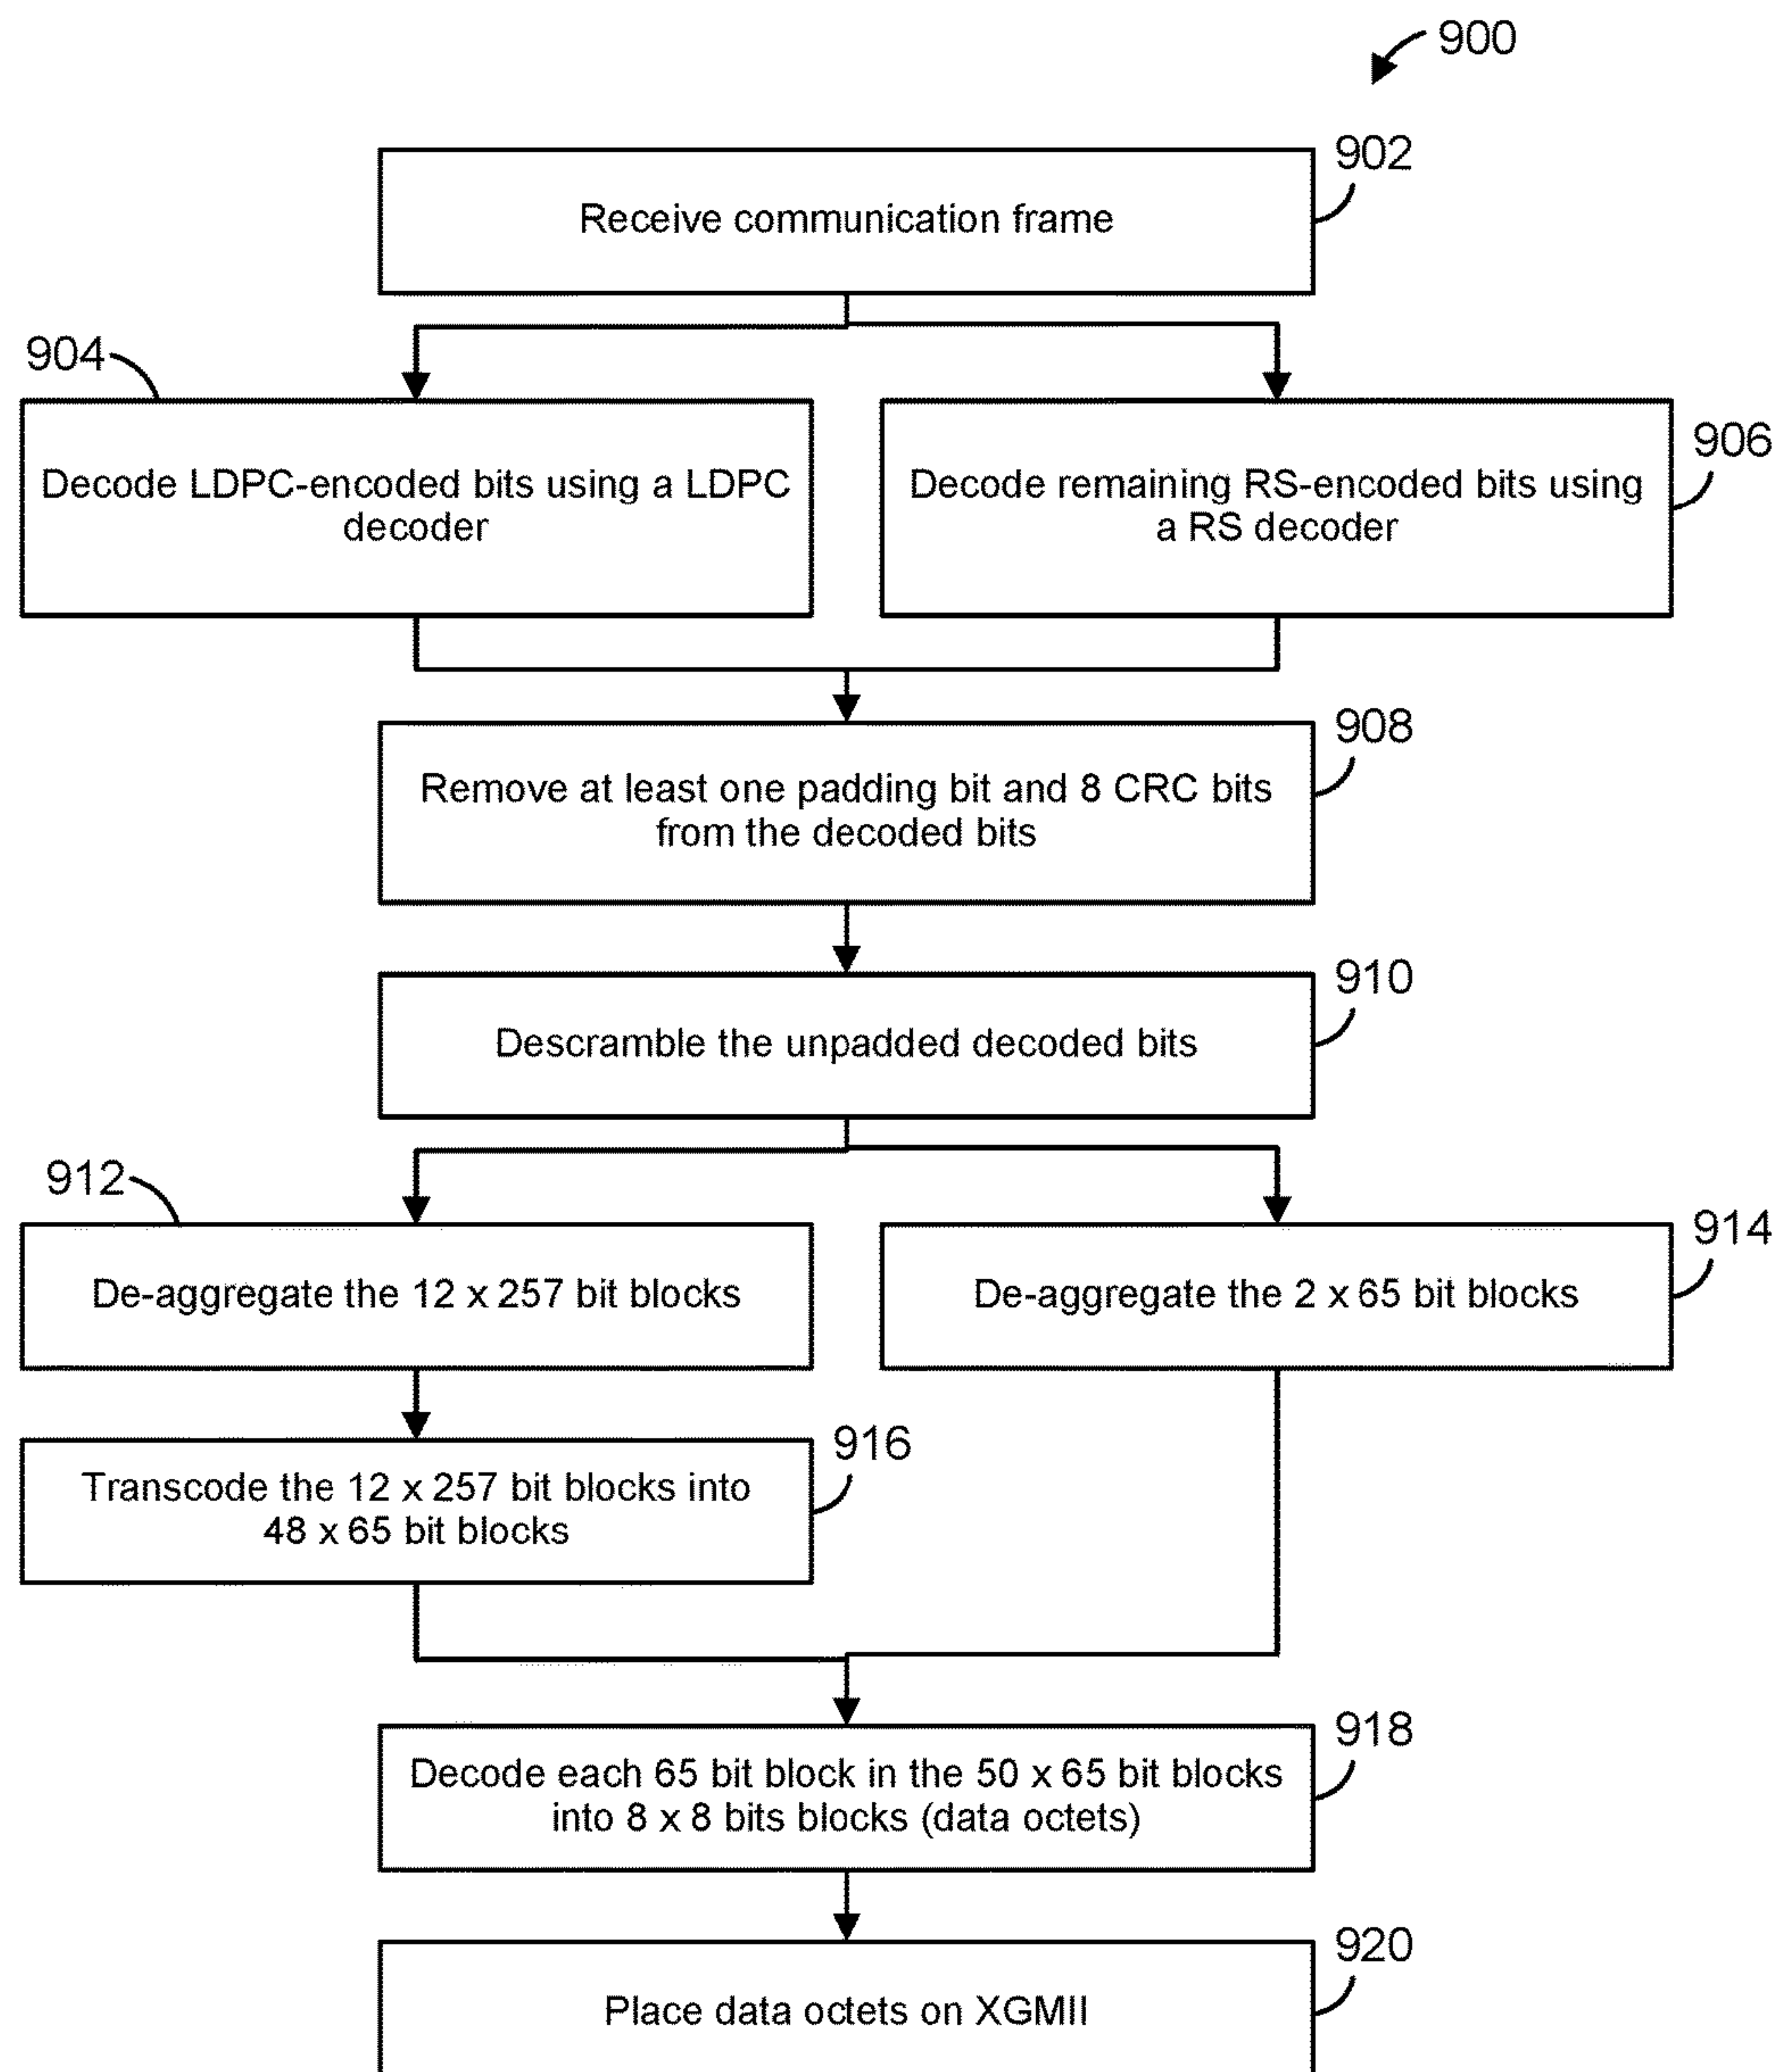 900
902
Receive communication frame
904
Decode LDPC-encoded bits using a LDPC
decoder
906
Decode remaining RS-encoded bits using
a RS decoder
908
Remove at least one padding bit and 8 CRC bits
from the decoded bits
910
Descramble the unpadded decoded bits
912
De-aggregate the 12 x 257 bit blocks
914
De-aggregate the 2 x 65 bit blocks
916
Transcode the 12 x 257 bit blocks into
48 x 65 bit blocks
918
Decode each 65 bit block in the 50 x 65 bit blocks
into 8 x 8 bits blocks (data octets)
920
Place data octets on XGMII